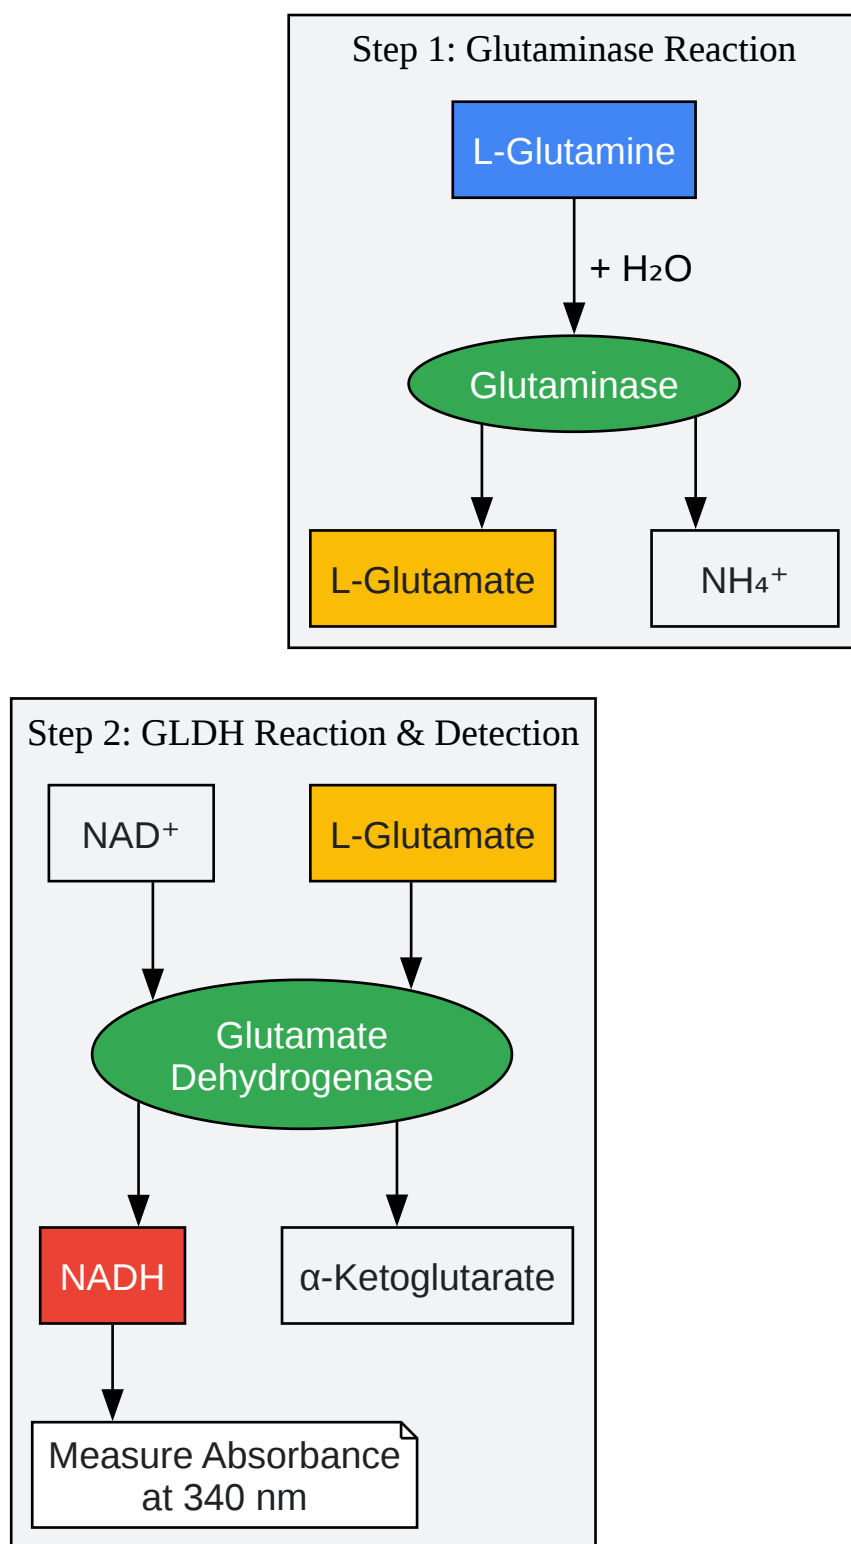 Step 1: Glutaminase Reaction
L-Glutamine
+ H₂O
Glutaminase
L-Glutamate
NH₄⁺
Step 2: GLDH Reaction & Detection
NAD⁺
L-Glutamate
Glutamate
Dehydrogenase
NADH
α-Ketoglutarate
Measure Absorbance
at 340 nm